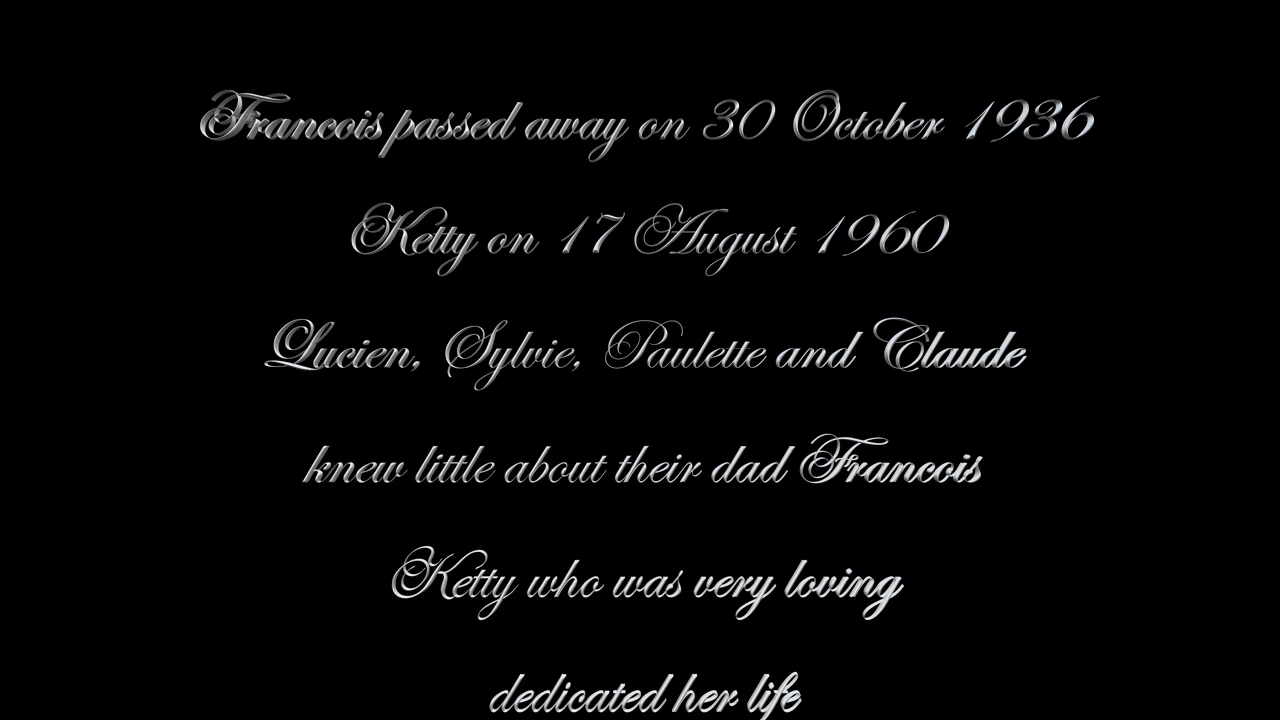 Francois passed away on 30 October 1936
Ketty on 17 August 1960
Lucien, Sylvie, Paulette and Claude
knew little about their dad Francois
Ketty who was very loving
dedicated her life